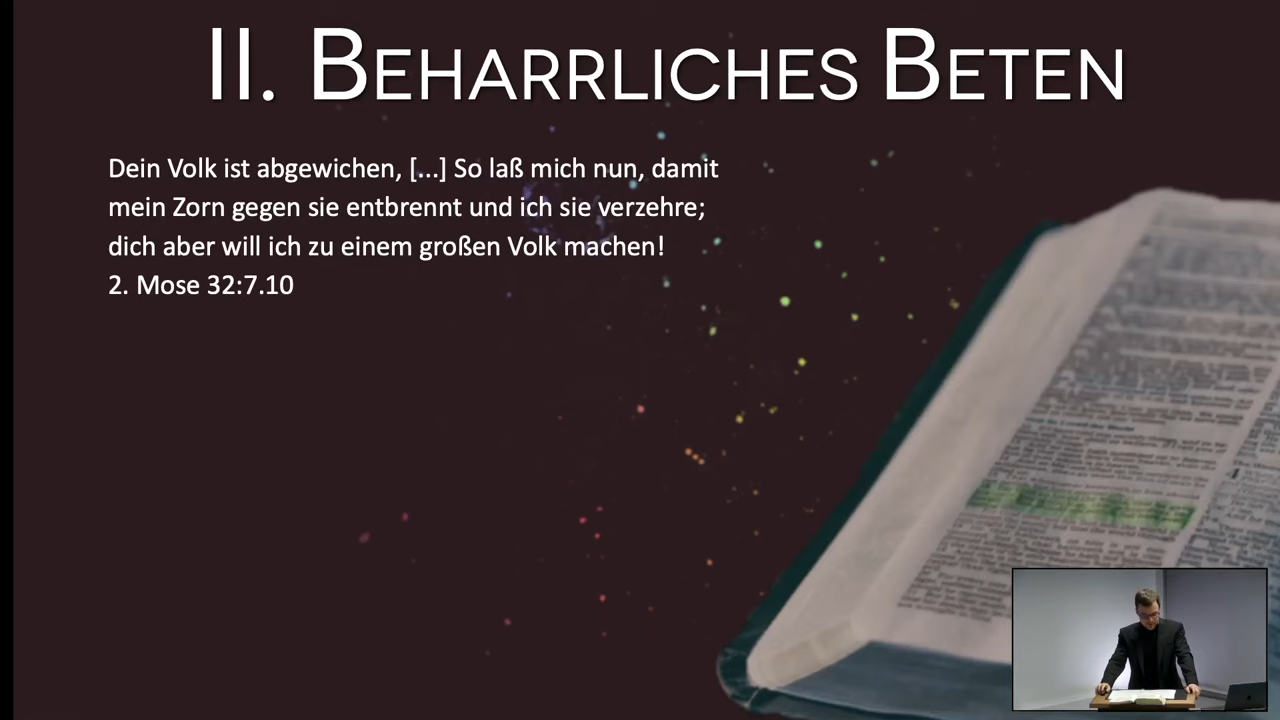 II. Beharrliches Beten
Dein Volk ist abgewichen, [...] So laß mich nun, damit
mein Zorn gegen sie entbrennt und ich sie verzehre;
dich aber will ich zu einem großen Volk machen!
2. Mose 32:7.10